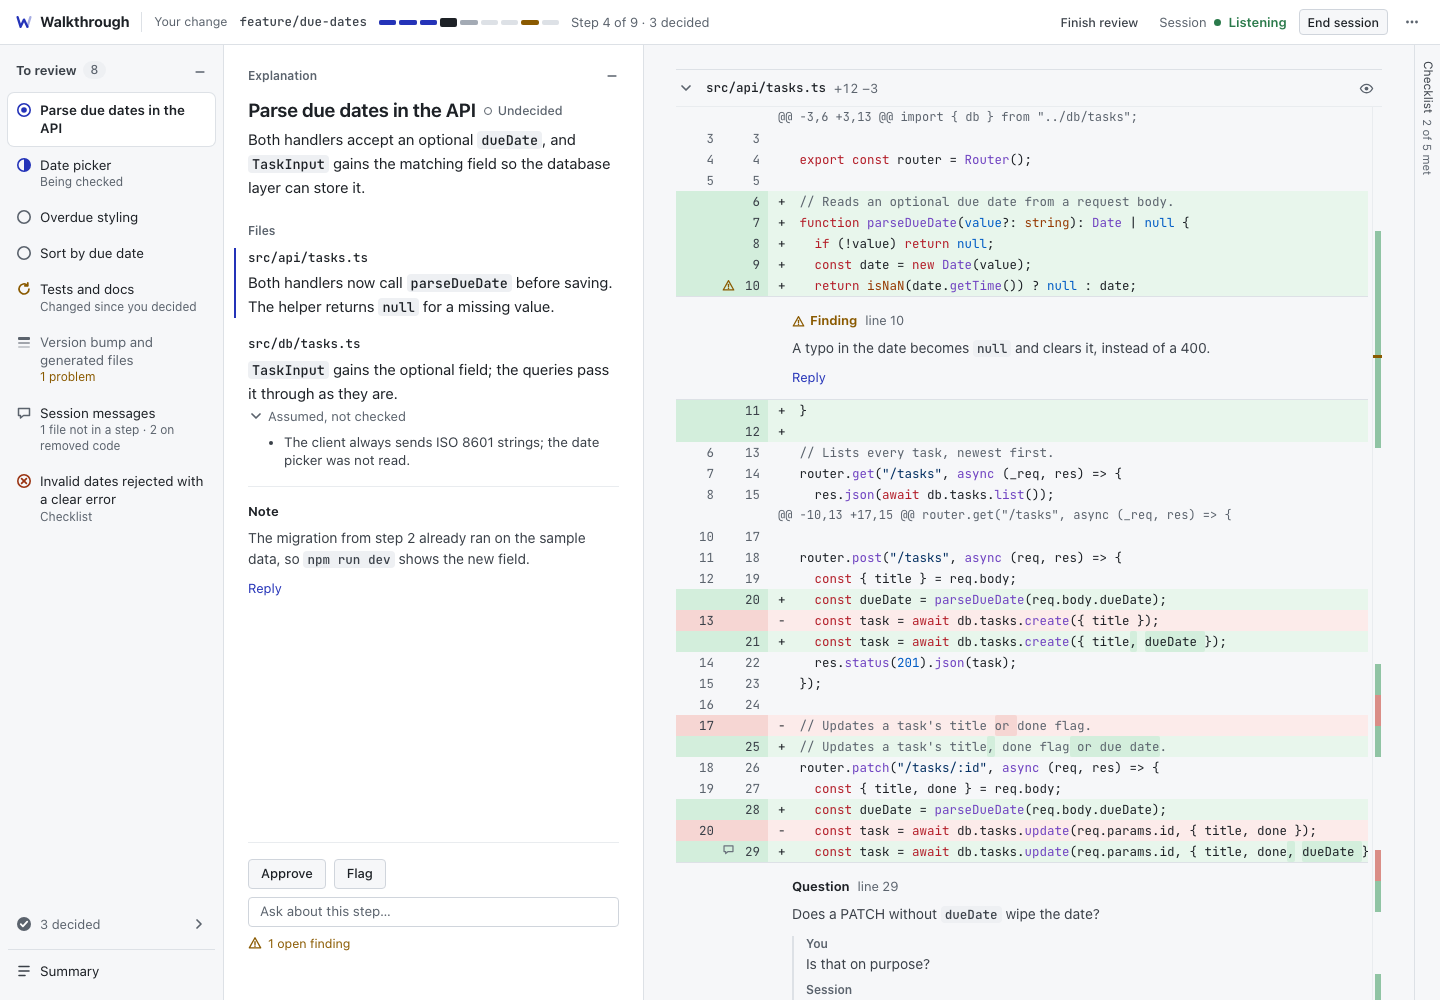 Walkthrough
Your change feature/due-dates
Step 4 of 9 · 3 decided
Finish review
Session Listening
End session
To review 8
Parse due dates in the
API
Date picker
Being checked
Overdue styling
Sort by due date
Tests and docs
Changed since you decided
Version bump and
generated files
1 problem
Session messages
1 file not in a step · 2 on
removed code
Invalid dates rejected with
a clear error
Checklist
3 decided
Summary
Explanation
Parse due dates in the API Undecided
Both handlers accept an optional dueDate, and
TaskInput gains the matching field so the database
layer can store it.
Files
src/api/tasks.ts
Both handlers now call parseDueDate before saving.
The helper returns null for a missing value.
src/db/tasks.ts
TaskInput gains the optional field; the queries pass
it through as they are.
Assumed, not checked
• The client always sends ISO 8601 strings; the date
picker was not read.
Note
The migration from step 2 already ran on the sample
data, so npm run dev shows the new field.
Reply
Approve Flag
Ask about this step…
1 open finding
src/api/tasks.ts +12 −3
@@ -3,6 +3,13 @@ import { db } from "../db/tasks";
3 3
4 4 export const router = Router();
5 5
6 + // Reads an optional due date from a request body.
7 + function parseDueDate(value?: string): Date | null {
8 + if (!value) return null;
9 + const date = new Date(value);
10 + return isNaN(date.getTime()) ? null : date;
Finding line 10
A typo in the date becomes null and clears it, instead of a 400.
Reply
11 + }
12 +
6 13 // Lists every task, newest first.
7 14 router.get("/tasks", async (_req, res) => {
8 15 res.json(await db.tasks.list());
@@ -10,13 +17,15 @@ router.get("/tasks", async (_req, res) => {
10 17
11 18 router.post("/tasks", async (req, res) => {
12 19 const { title } = req.body;
20 + const dueDate = parseDueDate(req.body.dueDate);
13 - const task = await db.tasks.create({ title });
21 + const task = await db.tasks.create({ title, dueDate });
14 22 res.status(201).json(task);
15 23 });
16 24
17 - // Updates a task's title or done flag.
25 + // Updates a task's title, done flag or due date.
18 26 router.patch("/tasks/:id", async (req, res) => {
19 27 const { title, done } = req.body;
28 + const dueDate = parseDueDate(req.body.dueDate);
20 - const task = await db.tasks.update(req.params.id, { title, done });
29 + const task = await db.tasks.update(req.params.id, { title, done, dueDate }
Question line 29
Does a PATCH without dueDate wipe the date?
You
Is that on purpose?
Session
Checklist 2 of 5 met